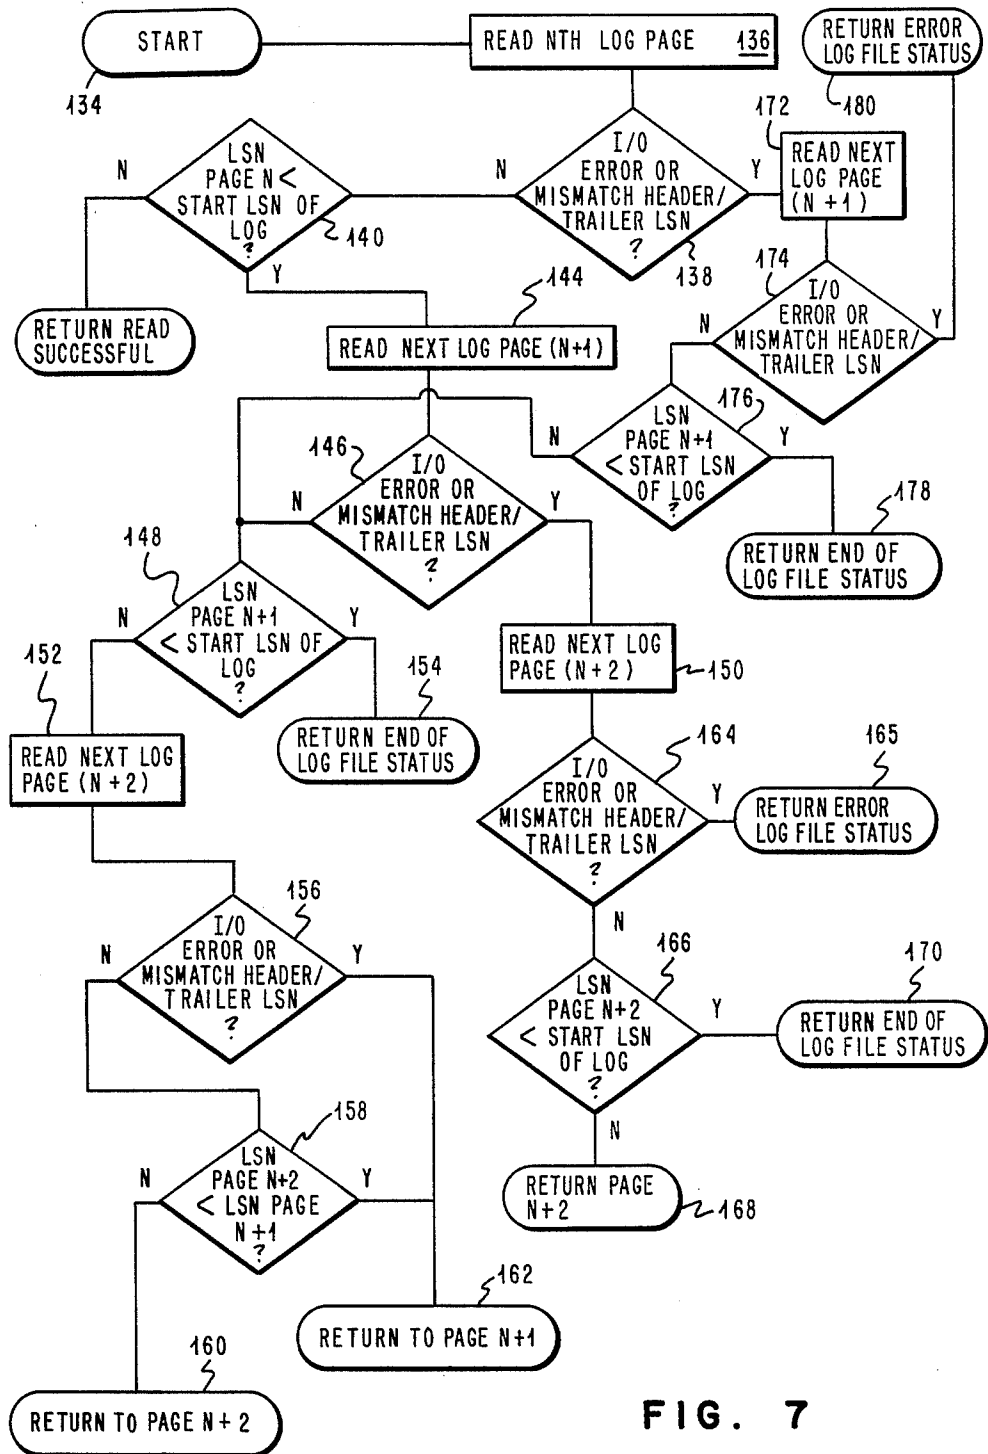 START
134
READ NTH LOG PAGE 136
RETURN ERROR
LOG FILE STATUS
180
172
READ NEXT
LOG PAGE
(N+1)
N
LSN
PAGE N <
START LSN OF
LOG
?
140
Y
N
I/O
ERROR OR
MISMATCH HEADER/
TRAILER LSN
?
138
Y
RETURN READ
SUCCESSFUL
144
READ NEXT LOG PAGE (N+1)
174
I/O
ERROR OR
MISMATCH HEADER/
TRAILER LSN
N
Y
176
LSN
PAGE N+1
< START LSN
OF LOG
?
N
Y
178
RETURN END OF
LOG FILE STATUS
146
I/O
ERROR OR
MISMATCH HEADER/
TRAILER LSN
?
N
Y
148
LSN
PAGE N+1
< START LSN OF
LOG
?
N
Y
152
READ NEXT LOG
PAGE (N+2)
154
RETURN END OF
LOG FILE STATUS
READ NEXT LOG
PAGE (N+2)
150
164
I/O
ERROR OR
MISMATCH HEADER/
TRAILER LSN
?
Y
N
165
RETURN ERROR
LOG FILE STATUS
156
I/O
ERROR OR
MISMATCH HEADER/
TRAILER LSN
?
N
Y
166
LSN
PAGE N+2
< START LSN
OF LOG
?
Y
N
170
RETURN END OF
LOG FILE STATUS
158
LSN
PAGE N+2
< LSN PAGE
N+1
?
N
Y
RETURN PAGE
N+2
168
162
RETURN TO PAGE N+1
160
RETURN TO PAGE N+2
FIG. 7